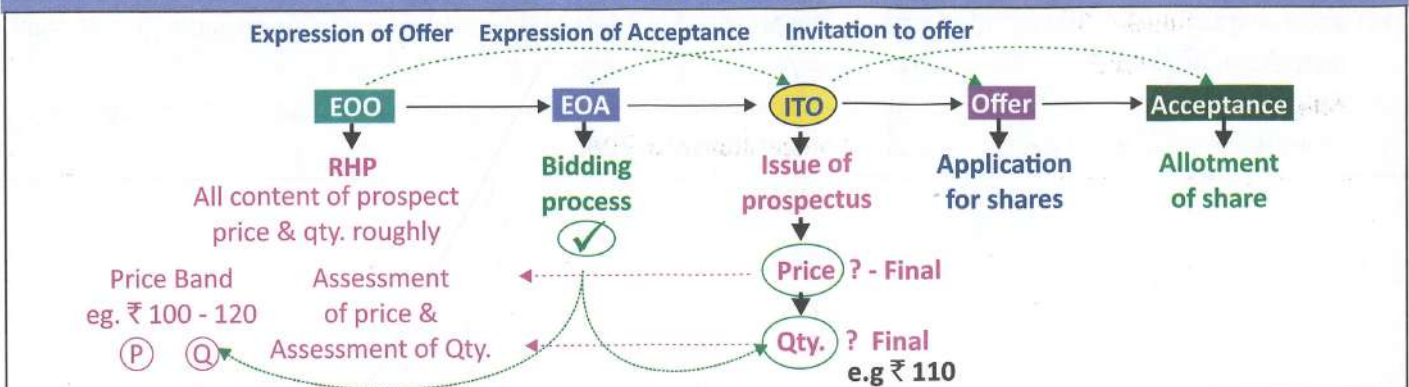 Expression of Offer Expression of Acceptance Invitation to offer
EOO EOA ITO Offer Acceptance
RHP
All content of prospect
price & qty. roughly
Bidding
process
Issue of
prospectus
Application
for shares
Allotment
of share
Price Band
eg. ₹ 100 - 120
P Q
Assessment
of price &
Assessment of Qty.
Price ? - Final
Qty. ? Final
e.g ₹ 110